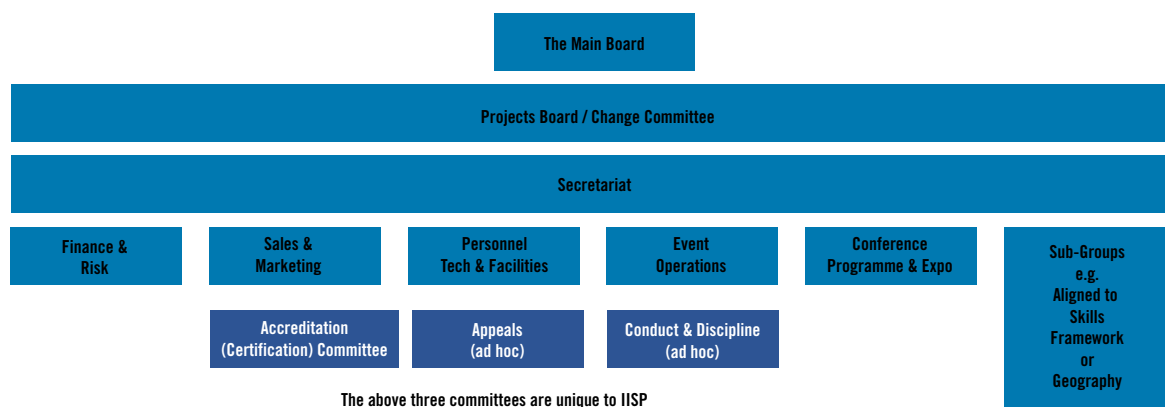 The Main Board
Projects Board / Change Committee
Secretariat
Finance &
Risk
Sales &
Marketing
Personnel
Tech & Facilities
Event
Operations
Conference
Programme & Expo
Sub-Groups
e.g.
Aligned to
Skills
Framework
or
Geography
Accreditation
(Certification) Committee
Appeals
(ad hoc)
Conduct & Discipline
(ad hoc)
The above three committees are unique to IISP